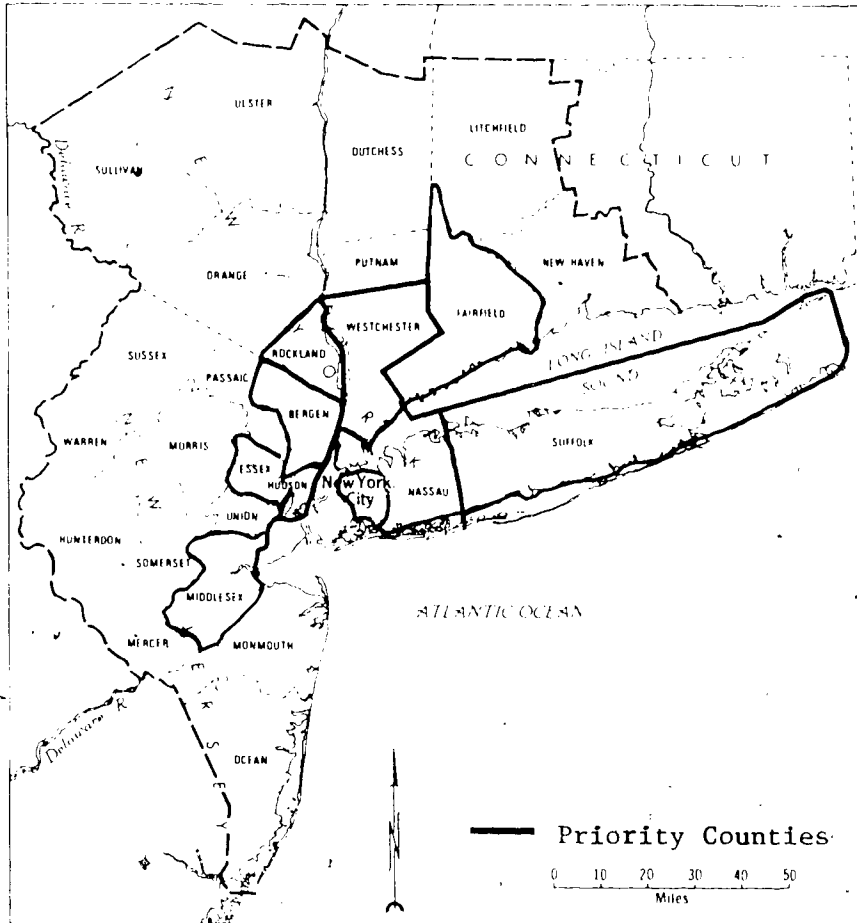 ULSTER
LITCHFIELD
DUTCHESS
CONNECTICUT
Delaware R
SULLIVAN
ORANGE
PUTNAM
NEW HAVEN
WESTCHESTER
FAIRFIELD
ROCKLAND
SUSSEX
LONG ISLAND
SOUND
PASSAIC
BERGEN
WARREN
MORRIS
SUFFOLK
ESSEX
HUDSON
New York
City
NASSAU
UNION
HUNTERDON
SOMERSET
MIDDLESEX
ATLANTIC OCEAN
MERCER
MONMOUTH
Delaware R
OCEAN
N
Priority Counties
0 10 20 30 40 50
Miles